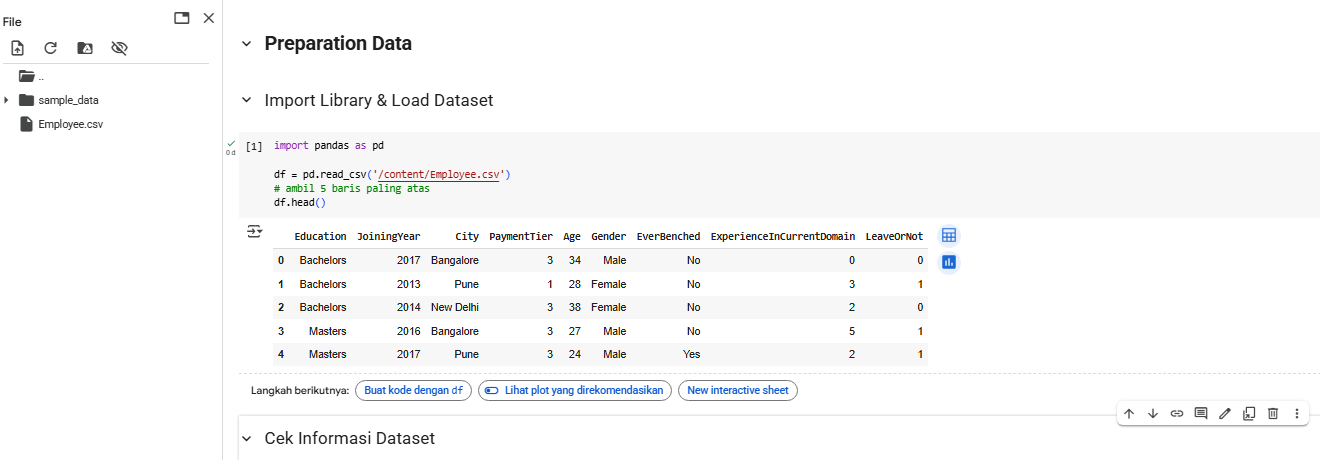 File
..
sample_data
Employee.csv
Preparation Data
Import Library & Load Dataset
0 d
[1] import pandas as pd
df = pd.read_csv('/content/Employee.csv')
# ambil 5 baris paling atas
df.head()
Education JoiningYear City PaymentTier Age Gender EverBenched ExperienceInCurrentDomain LeaveOrNot
0 Bachelors 2017 Bangalore 3 34 Male No 0 0
1 Bachelors 2013 Pune 1 28 Female No 3 1
2 Bachelors 2014 New Delhi 3 38 Female No 2 0
3 Masters 2016 Bangalore 3 27 Male No 5 1
4 Masters 2017 Pune 3 24 Male Yes 2 1
Langkah berikutnya: Buat kode dengan df Lihat plot yang direkomendasikan New interactive sheet
Cek Informasi Dataset